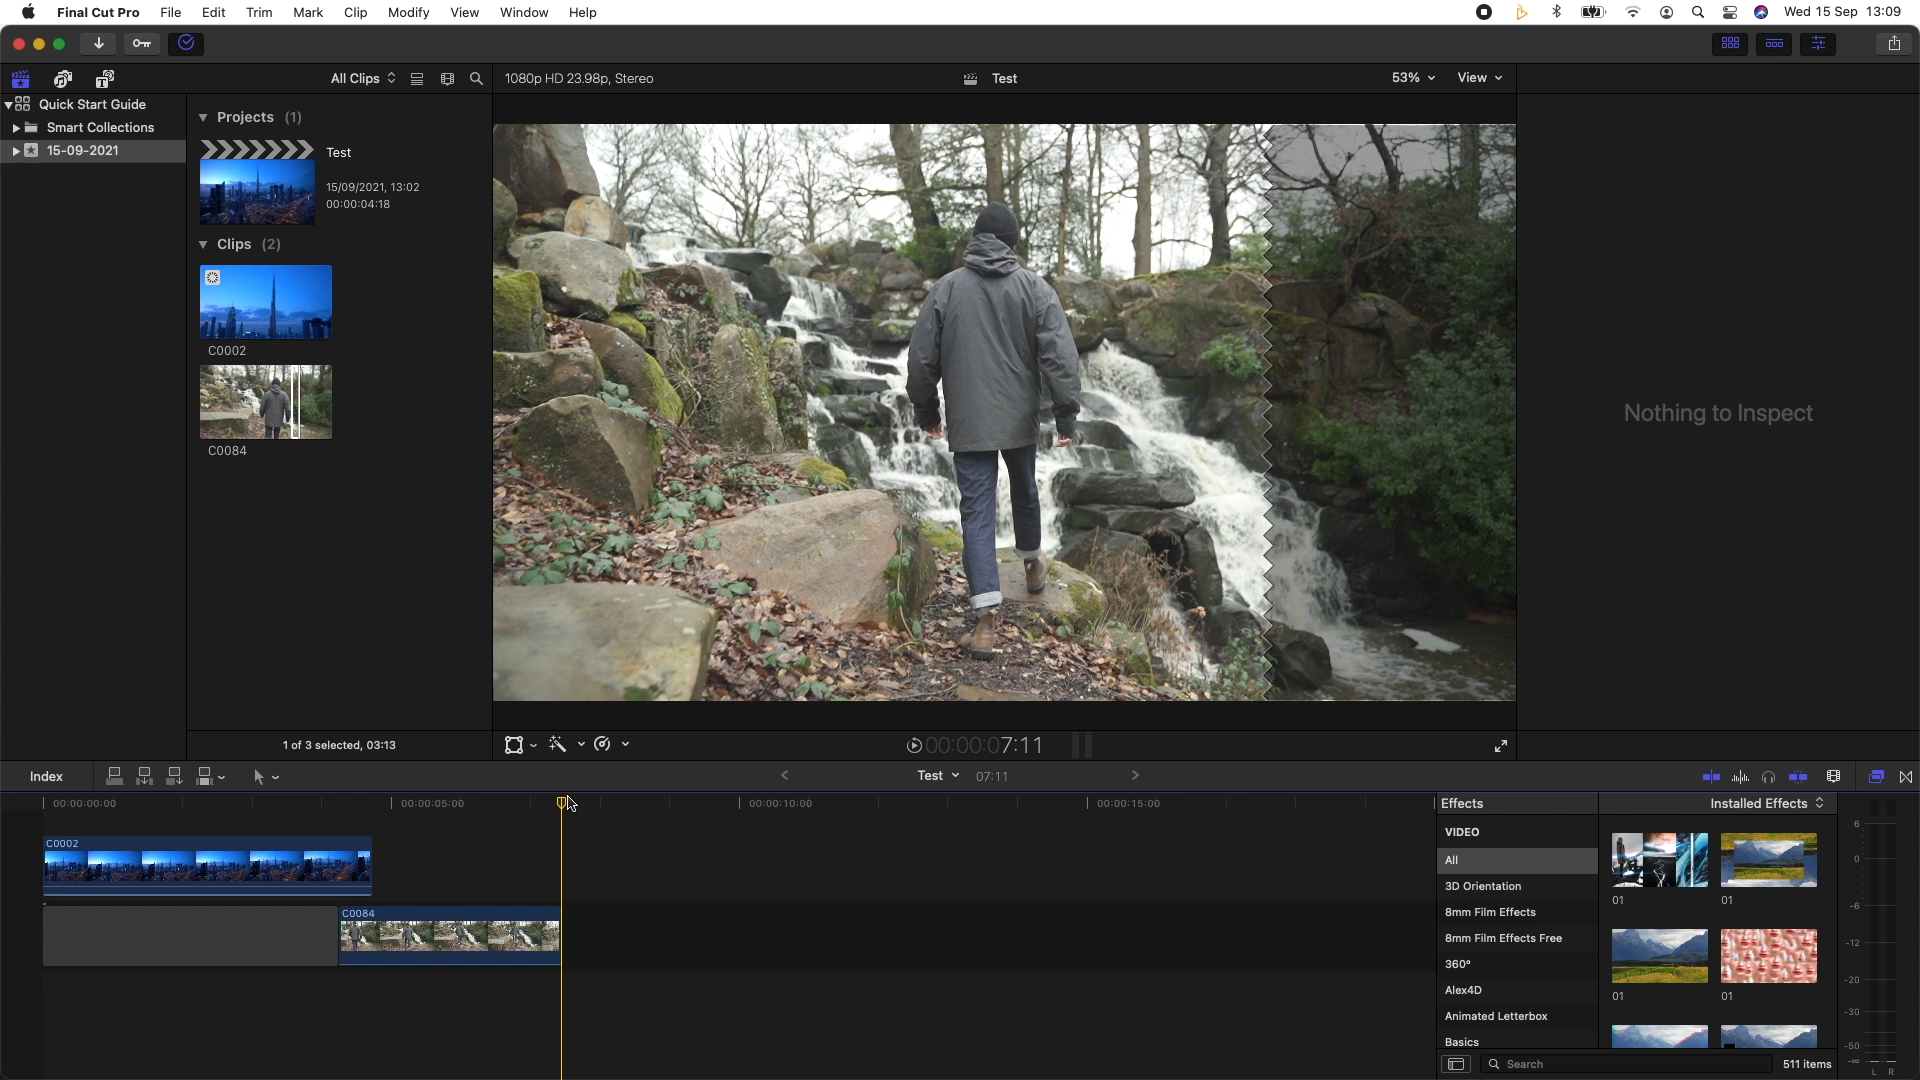 Final Cut Pro File Edit Trim Mark Clip Modify View Window Help Wed 15 Sep 13:09
All Clips 1080p HD 23.98p, Stereo Test 53% View
Quick Start Guide
Smart Collections
15-09-2021
Projects (1)
Test
15/09/2021, 13:02
00:00:04:18
Clips (2)
C0002
C0084
Nothing to Inspect
1 of 3 selected, 03:13
00:00:07:11
Index Test 07:11
00:00:00:00 00:00:05:00 00:00:10:00 00:00:15:00
C0002
C0084
Effects Installed Effects
VIDEO
All
3D Orientation
8mm Film Effects
8mm Film Effects Free
360°
Alex4D
Animated Letterbox
Basics
01 01
01 01
Search 511 items
6
0
-6
-12
-20
-30
-50
-∞
L R